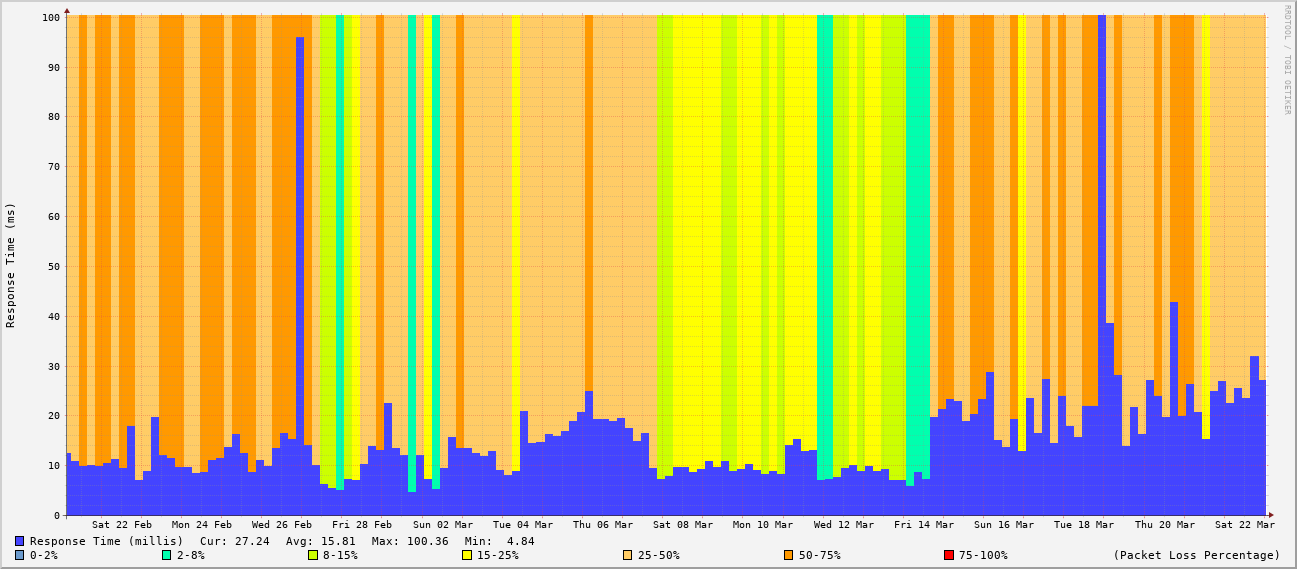 RRDTOOL / TOBI OETIKER
Response Time (ms)
100
90
80
70
60
50
40
30
20
10
0
Sat 22 Feb Mon 24 Feb Wed 26 Feb Fri 28 Feb Sun 02 Mar Tue 04 Mar Thu 06 Mar Sat 08 Mar Mon 10 Mar Wed 12 Mar Fri 14 Mar Sun 16 Mar Tue 18 Mar Thu 20 Mar Sat 22 Mar
Response Time (millis) Cur: 27.24 Avg: 15.81 Max: 100.36 Min: 4.84
0-2% 2-8% 8-15% 15-25% 25-50% 50-75% 75-100% (Packet Loss Percentage)